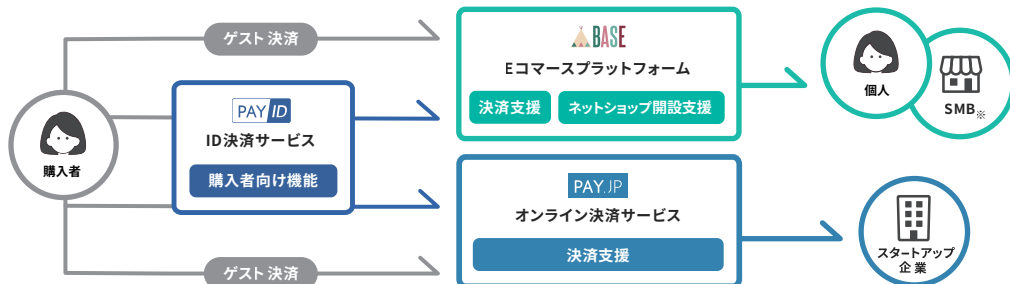 ゲスト決済
購入者
PAY ID
ID決済サービス
購入者向け機能
ゲスト決済
BASE
Eコマースプラットフォーム
決済支援
ネットショップ開設支援
PAY.JP
オンライン決済サービス
決済支援
個人
SMB※
スタートアップ
企業